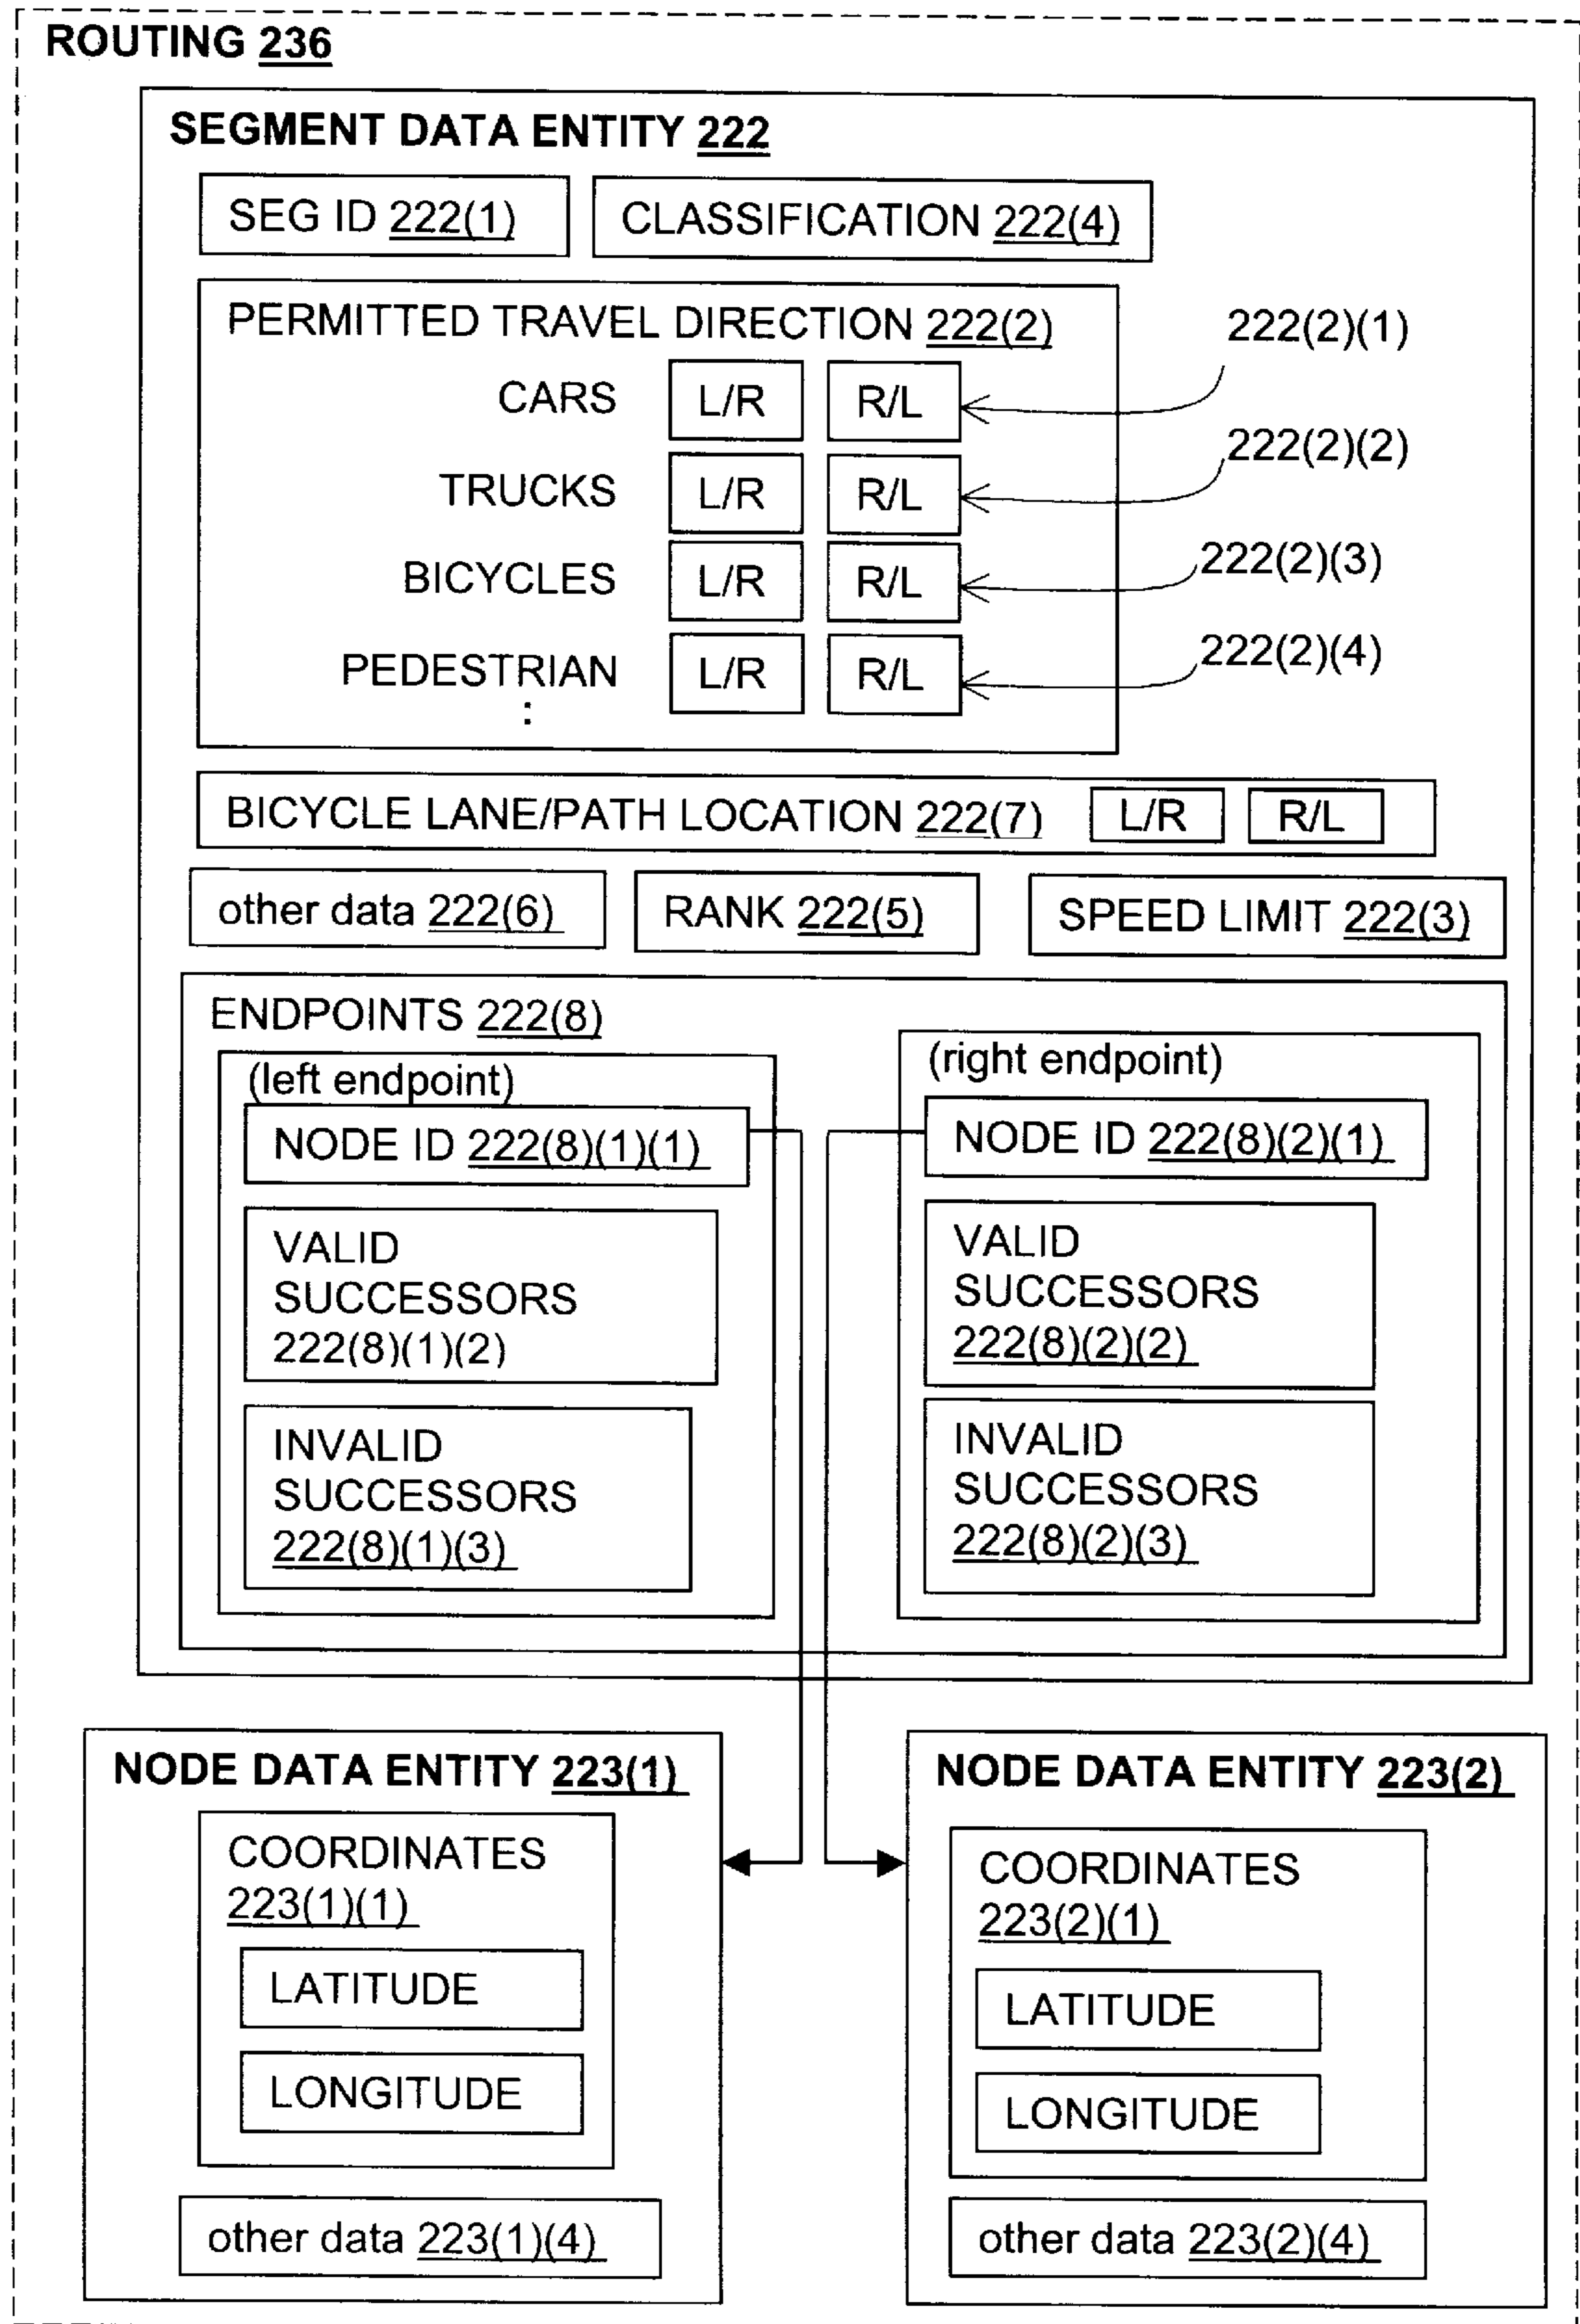 ROUTING 236
SEGMENT DATA ENTITY 222
SEG ID 222(1)
CLASSIFICATION 222(4)
PERMITTED TRAVEL DIRECTION 222(2)
222(2)(1)
CARS L/R R/L
222(2)(2)
TRUCKS L/R R/L
222(2)(3)
BICYCLES L/R R/L
222(2)(4)
PEDESTRIAN L/R R/L
:
BICYCLE LANE/PATH LOCATION 222(7) L/R R/L
other data 222(6)
RANK 222(5)
SPEED LIMIT 222(3)
ENDPOINTS 222(8)
(left endpoint)
NODE ID 222(8)(1)(1)
VALID
SUCCESSORS
222(8)(1)(2)
INVALID
SUCCESSORS
222(8)(1)(3)
(right endpoint)
NODE ID 222(8)(2)(1)
VALID
SUCCESSORS
222(8)(2)(2)
INVALID
SUCCESSORS
222(8)(2)(3)
NODE DATA ENTITY 223(1)
COORDINATES
223(1)(1)
LATITUDE
LONGITUDE
other data 223(1)(4)
NODE DATA ENTITY 223(2)
COORDINATES
223(2)(1)
LATITUDE
LONGITUDE
other data 223(2)(4)